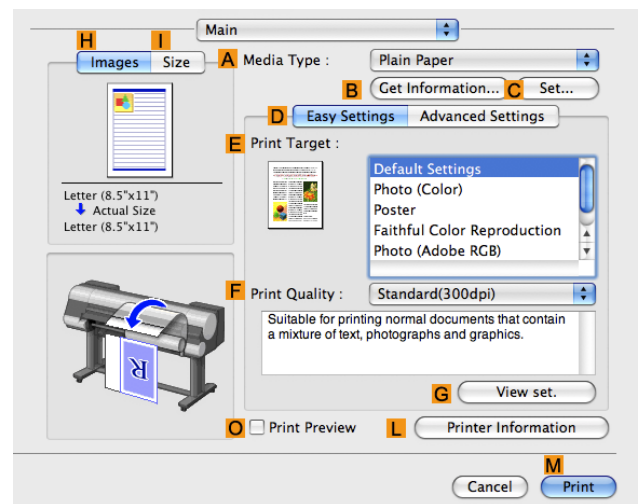 Main
H I
Images Size
A Media Type : Plain Paper
B Get Information... C Set...
D Easy Settings Advanced Settings
E Print Target :
Default Settings
Photo (Color)
Poster
Faithful Color Reproduction
Photo (Adobe RGB)
Letter (8.5"x11")
Actual Size
Letter (8.5"x11")
F Print Quality : Standard(300dpi)
Suitable for printing normal documents that contain
a mixture of text, photographs and graphics.
R
G View set.
O Print Preview L Printer Information
M
Cancel Print